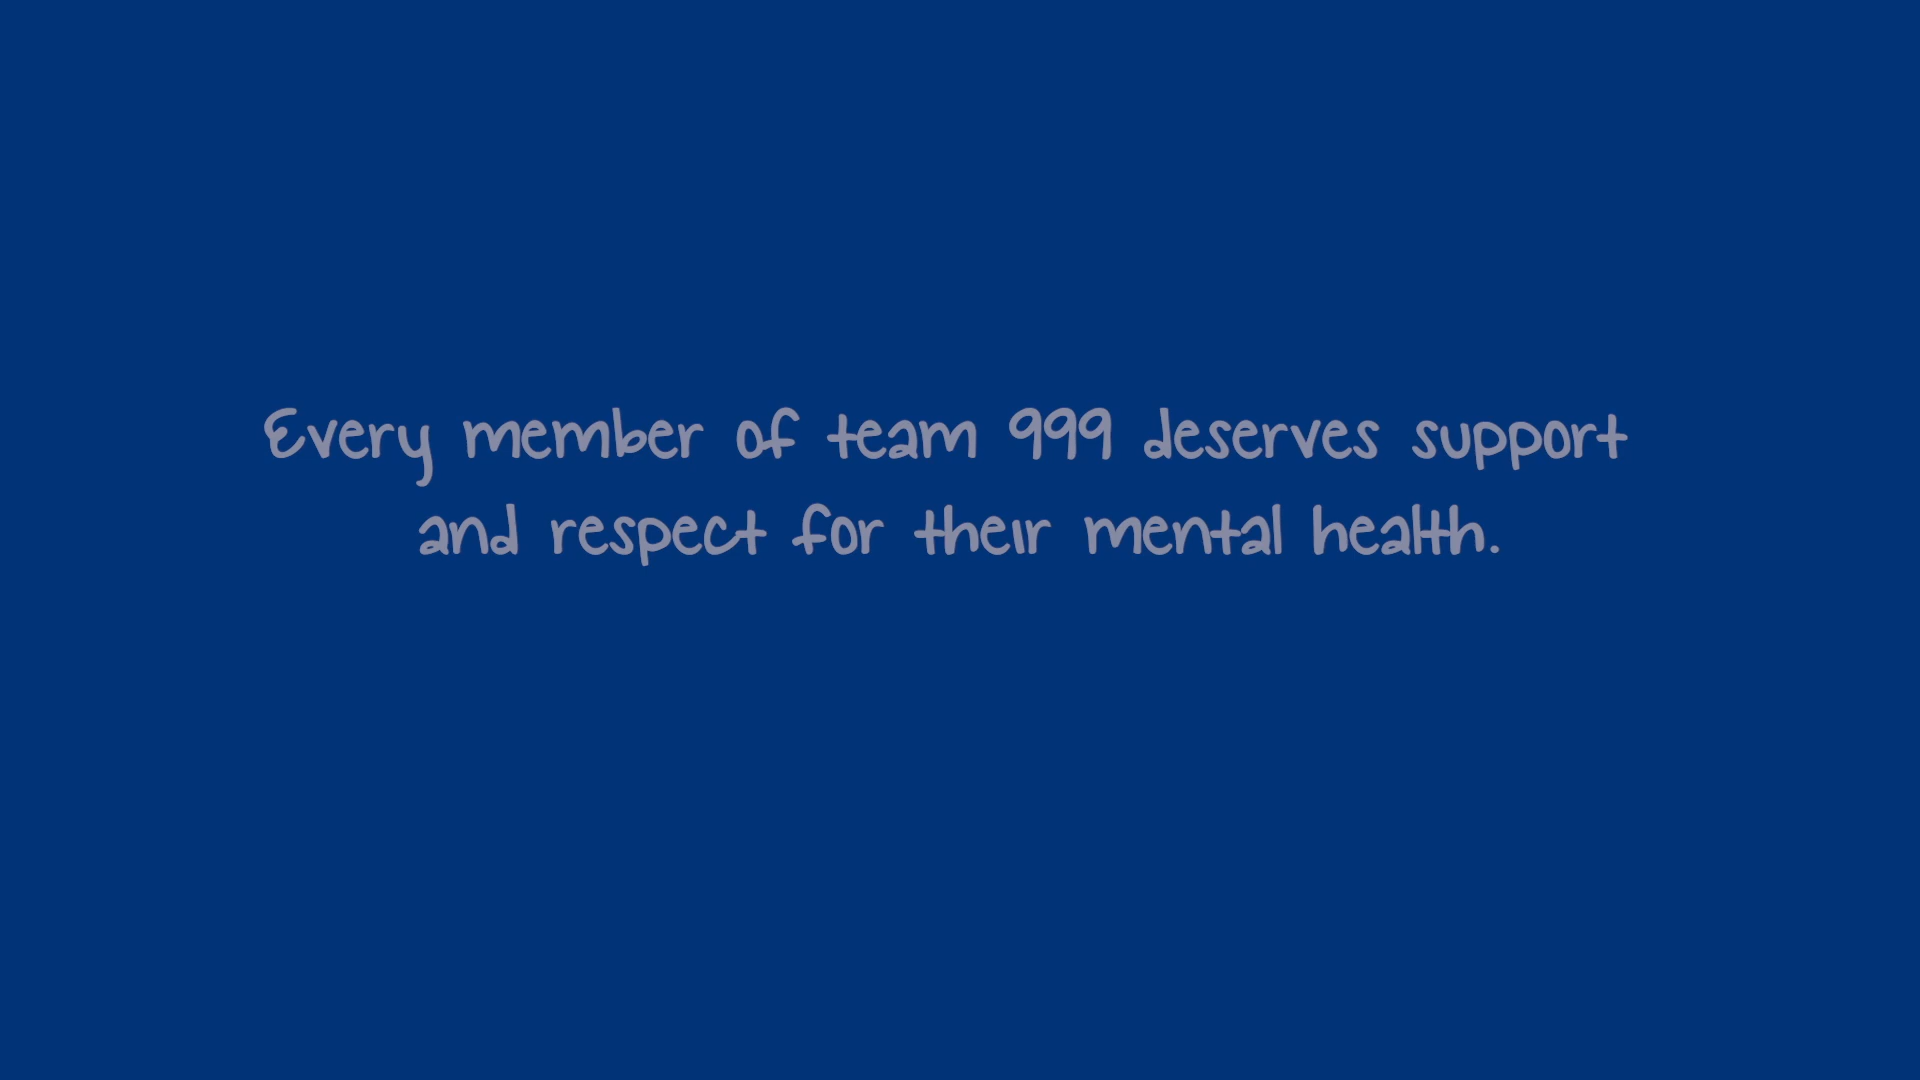 Every member of team 999 deserves support
and respect for their mental health.